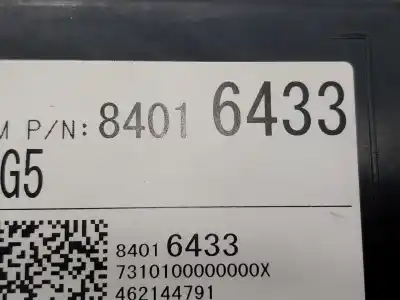 M P/N: 8401 6433
G5
8401 6433
7310100000000X
462144791